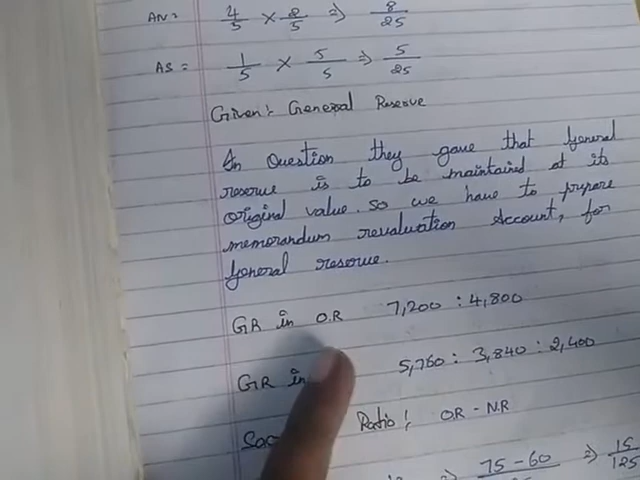 AN = 4/5 × 2/5 ⇒ 8/25
AS = 1/5 × 5/5 ⇒ 5/25
Given: General Reserve
In Question they gave that general
reserve is to be maintained at its
original value. so we have to prepare
memorandum revaluation Account, for
general reserve.
GR in O.R 7,200 : 4,800
GR in 5,760 : 3,840 : 2,400
Ratio: OR - NR
⇒ 75 - 60 ⇒ 15/125